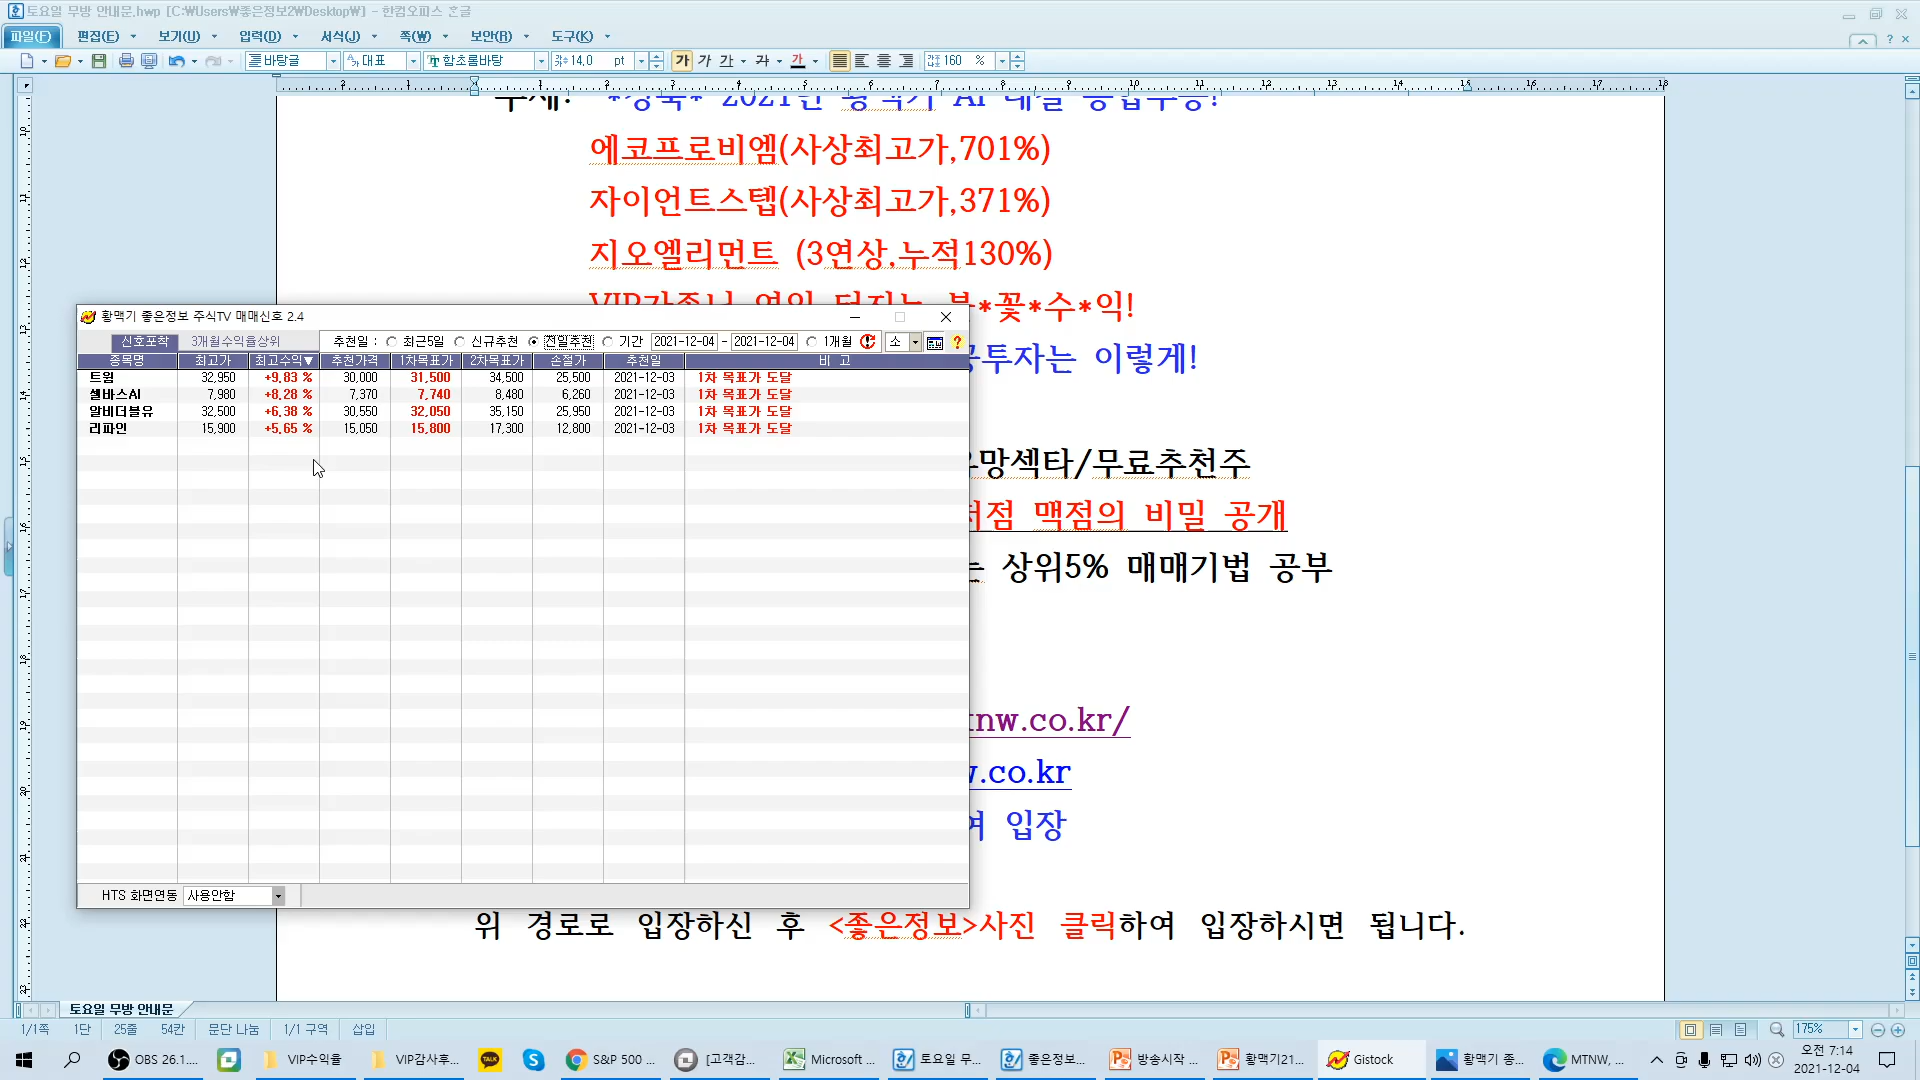 토요일 무방 안내문.hwp [C:\Users\좋은정보2\Desktop\] - 한컴오피스 한글
파일(F) 편집(E) 보기(U) 입력(D) 서식(J) 쪽(W) 보안(R) 도구(K)
바탕글 대표 함초롬바탕 14.0 pt 가 가 가 가 가 160 %
에코프로비엠(사상최고가,701%)
자이언트스텝(사상최고가,371%)
지오엘리먼트 (3연상,누적130%)
꽃*수*익!
투자는 이렇게!
망섹타/무료추천주
저점 맥점의 비밀 공개
는 상위5% 매매기법 공부
tnw.co.kr/
w.co.kr
여 입장
위 경로로 입장하신 후 <좋은정보>사진 클릭하여 입장하시면 됩니다.
황맥기 좋은정보 주식TV 매매신호 2.4
신호포착 3개월수익율상위 추천일 : 최근5일 신규추천 전일추천 기간 2021-12-04 - 2021-12-04 1개월 소
종목명 최고가 최고수익▼ 추천가격 1차목표가 2차목표가 손절가 추천일 비 고
트윔 32,950 +9.83 % 30,000 31,500 34,500 25,500 2021-12-03 1차 목표가 도달
셀바스AI 7,980 +8.28 % 7,370 7,740 8,480 6,260 2021-12-03 1차 목표가 도달
알비더블유 32,500 +6.38 % 30,550 32,050 35,150 25,950 2021-12-03 1차 목표가 도달
리파인 15,900 +5.65 % 15,050 15,800 17,300 12,800 2021-12-03 1차 목표가 도달
HTS 화면연동 사용안함
토요일 무방 안내문
1/1쪽 1단 25줄 54칸 문단 나눔 1/1 구역 삽입 175%
OBS 26.1.... VIP수익율 VIP감사후... TALK S&P 500 ... [고객감... Microsoft ... 토요일 무... 좋은정보... 방송시작 ... 황맥기21... Gistock 황맥기 종... MTNW, ... 오전 7:14
2021-12-04